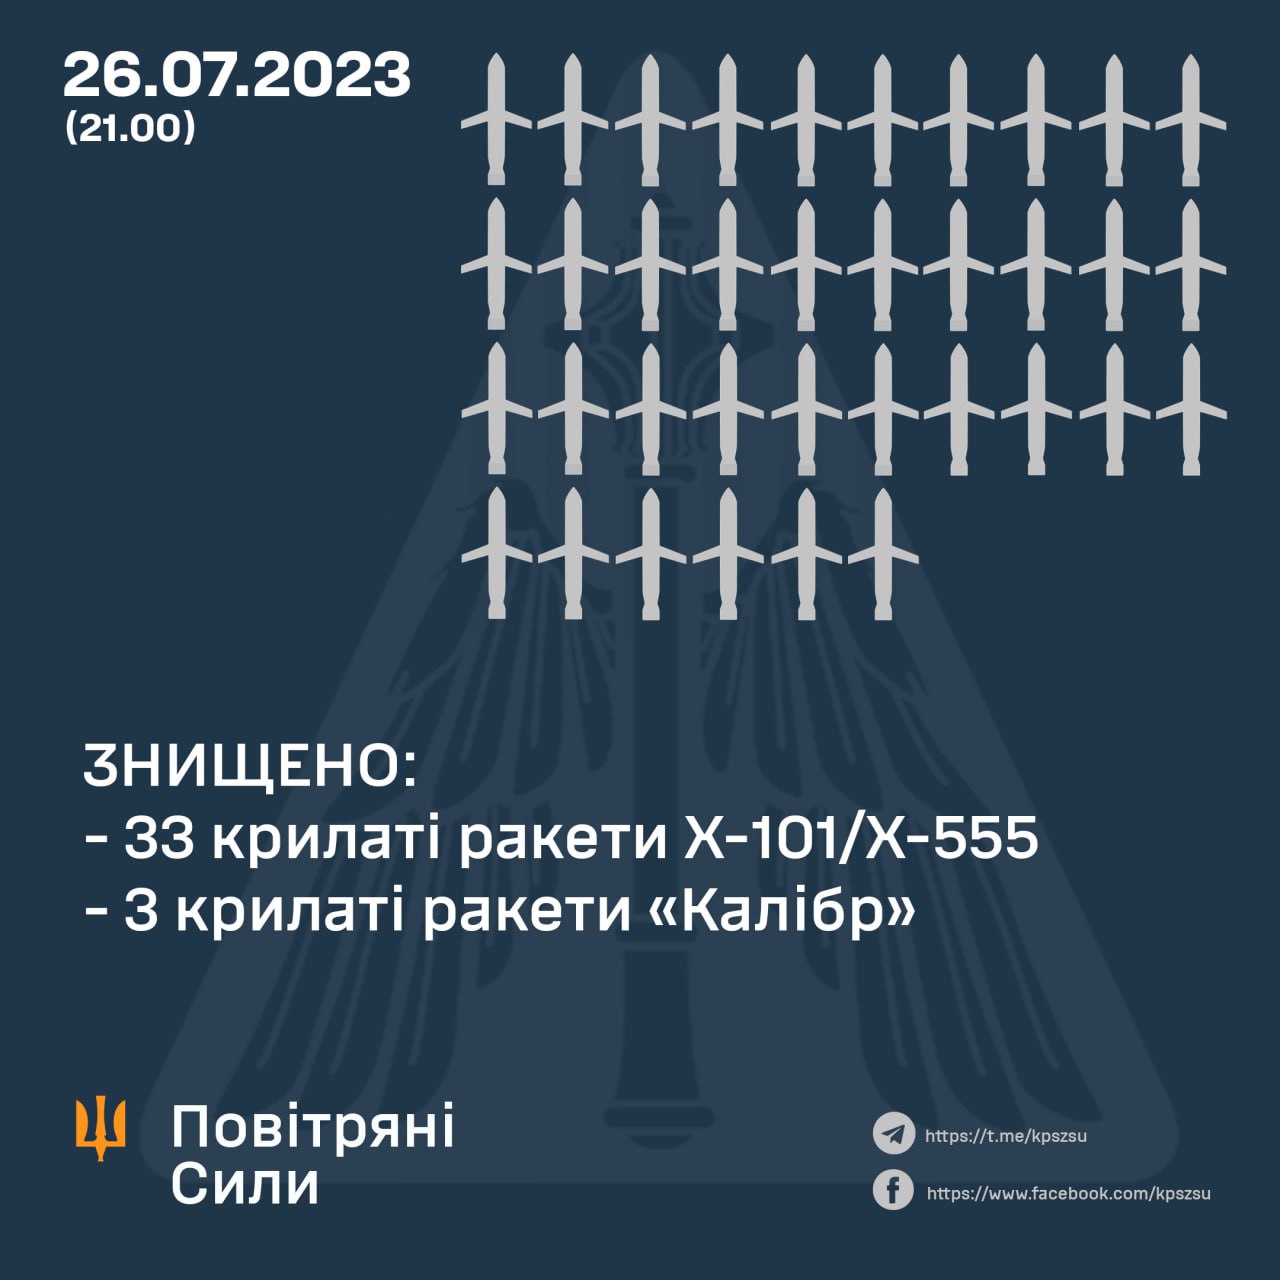 26.07.2023
(21.00)
ЗНИЩЕНО:
- 33 крилаті ракети Х-101/Х-555
- 3 крилаті ракети «Калібр»
Повітряні
Сили
https://t.me/kpszsu
https://www.facebook.com/kpszsu